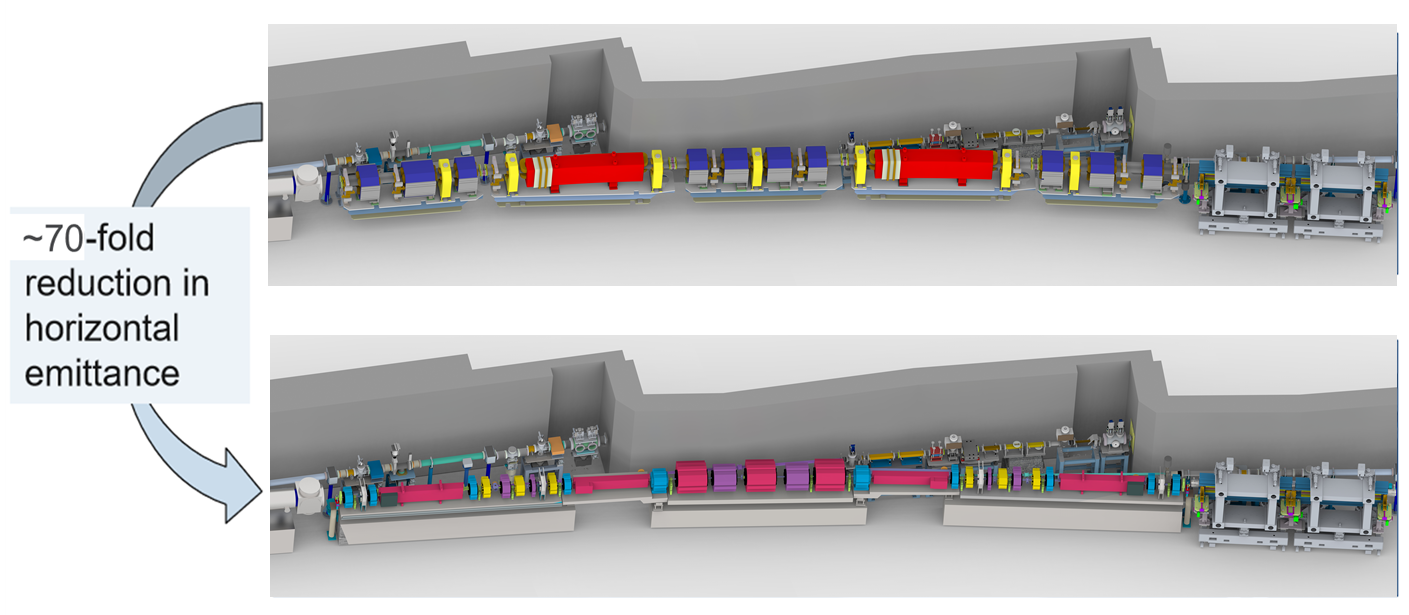 ~70-fold
reduction in
horizontal
emittance